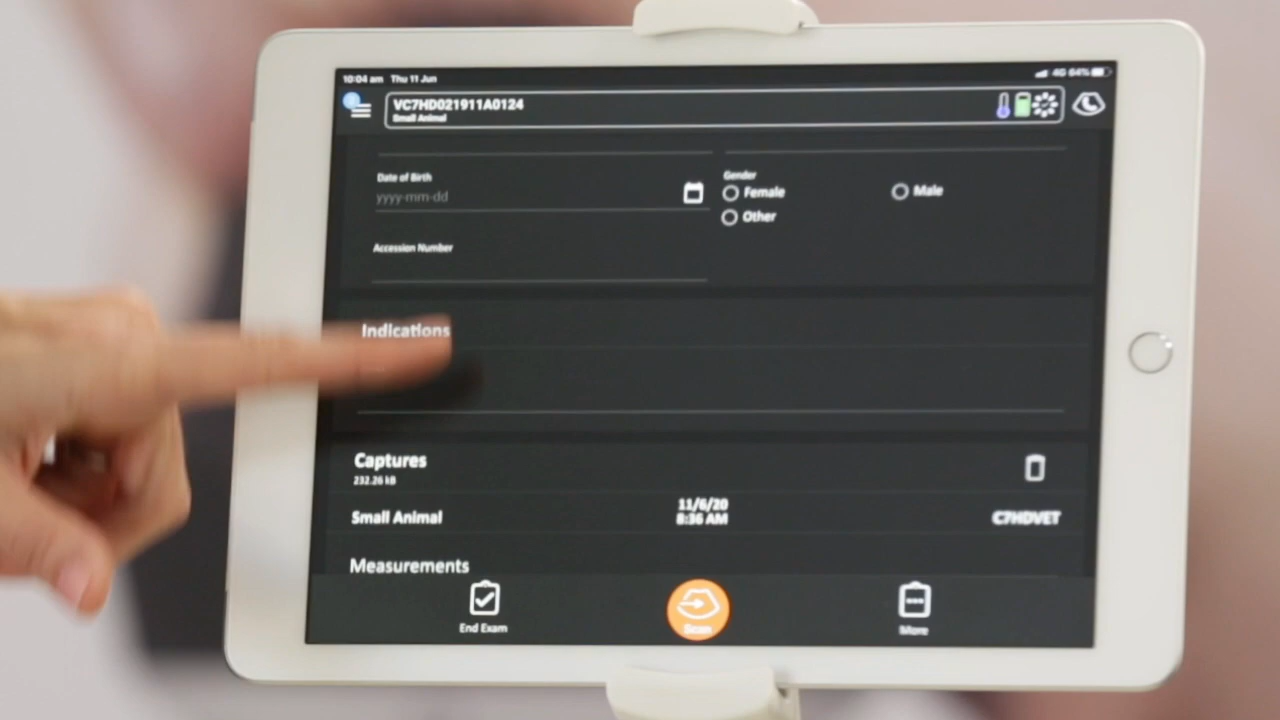 10:04 am Thu 11 Jun
4G 64%
VC7HD021911A0124
Small Animal
Date of Birth
yyyy-mm-dd
Gender
Female
Male
Other
Accession Number
Indications
Captures
232.26 kB
Small Animal
11/6/20
8:36 AM
C7HDVET
Measurements
End Exam
Scan
More